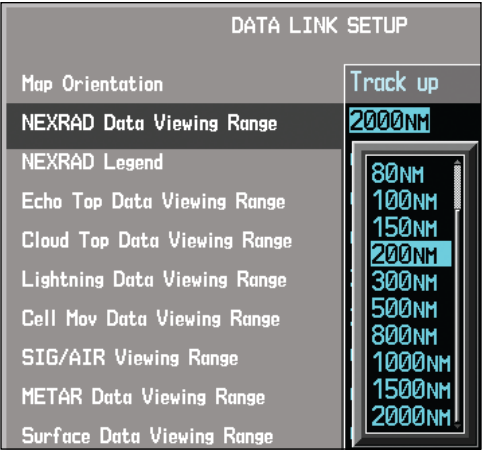 DATA LINK SETUP
Map Orientation
Track up
NEXRAD Data Viewing Range
2000NM
NEXRAD Legend
Echo Top Data Viewing Range
Cloud Top Data Viewing Range
Lightning Data Viewing Range
Cell Mov Data Viewing Range
SIG/AIR Viewing Range
METAR Data Viewing Range
Surface Data Viewing Range
80NM
100NM
150NM
200NM
300NM
500NM
800NM
1000NM
1500NM
2000NM